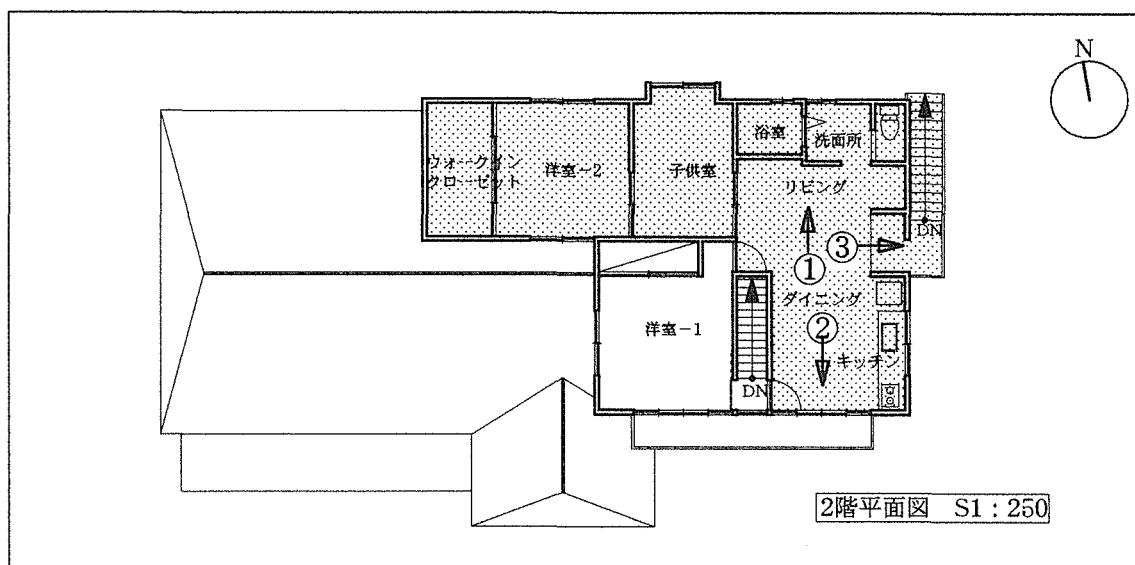 N
浴室
洗面所
ウォークイン
クローゼット
洋室-2
子供室
リビング
③
DN
①
ダイニング
洋室-1
②
キッチン
DN
2階平面図 S1:250